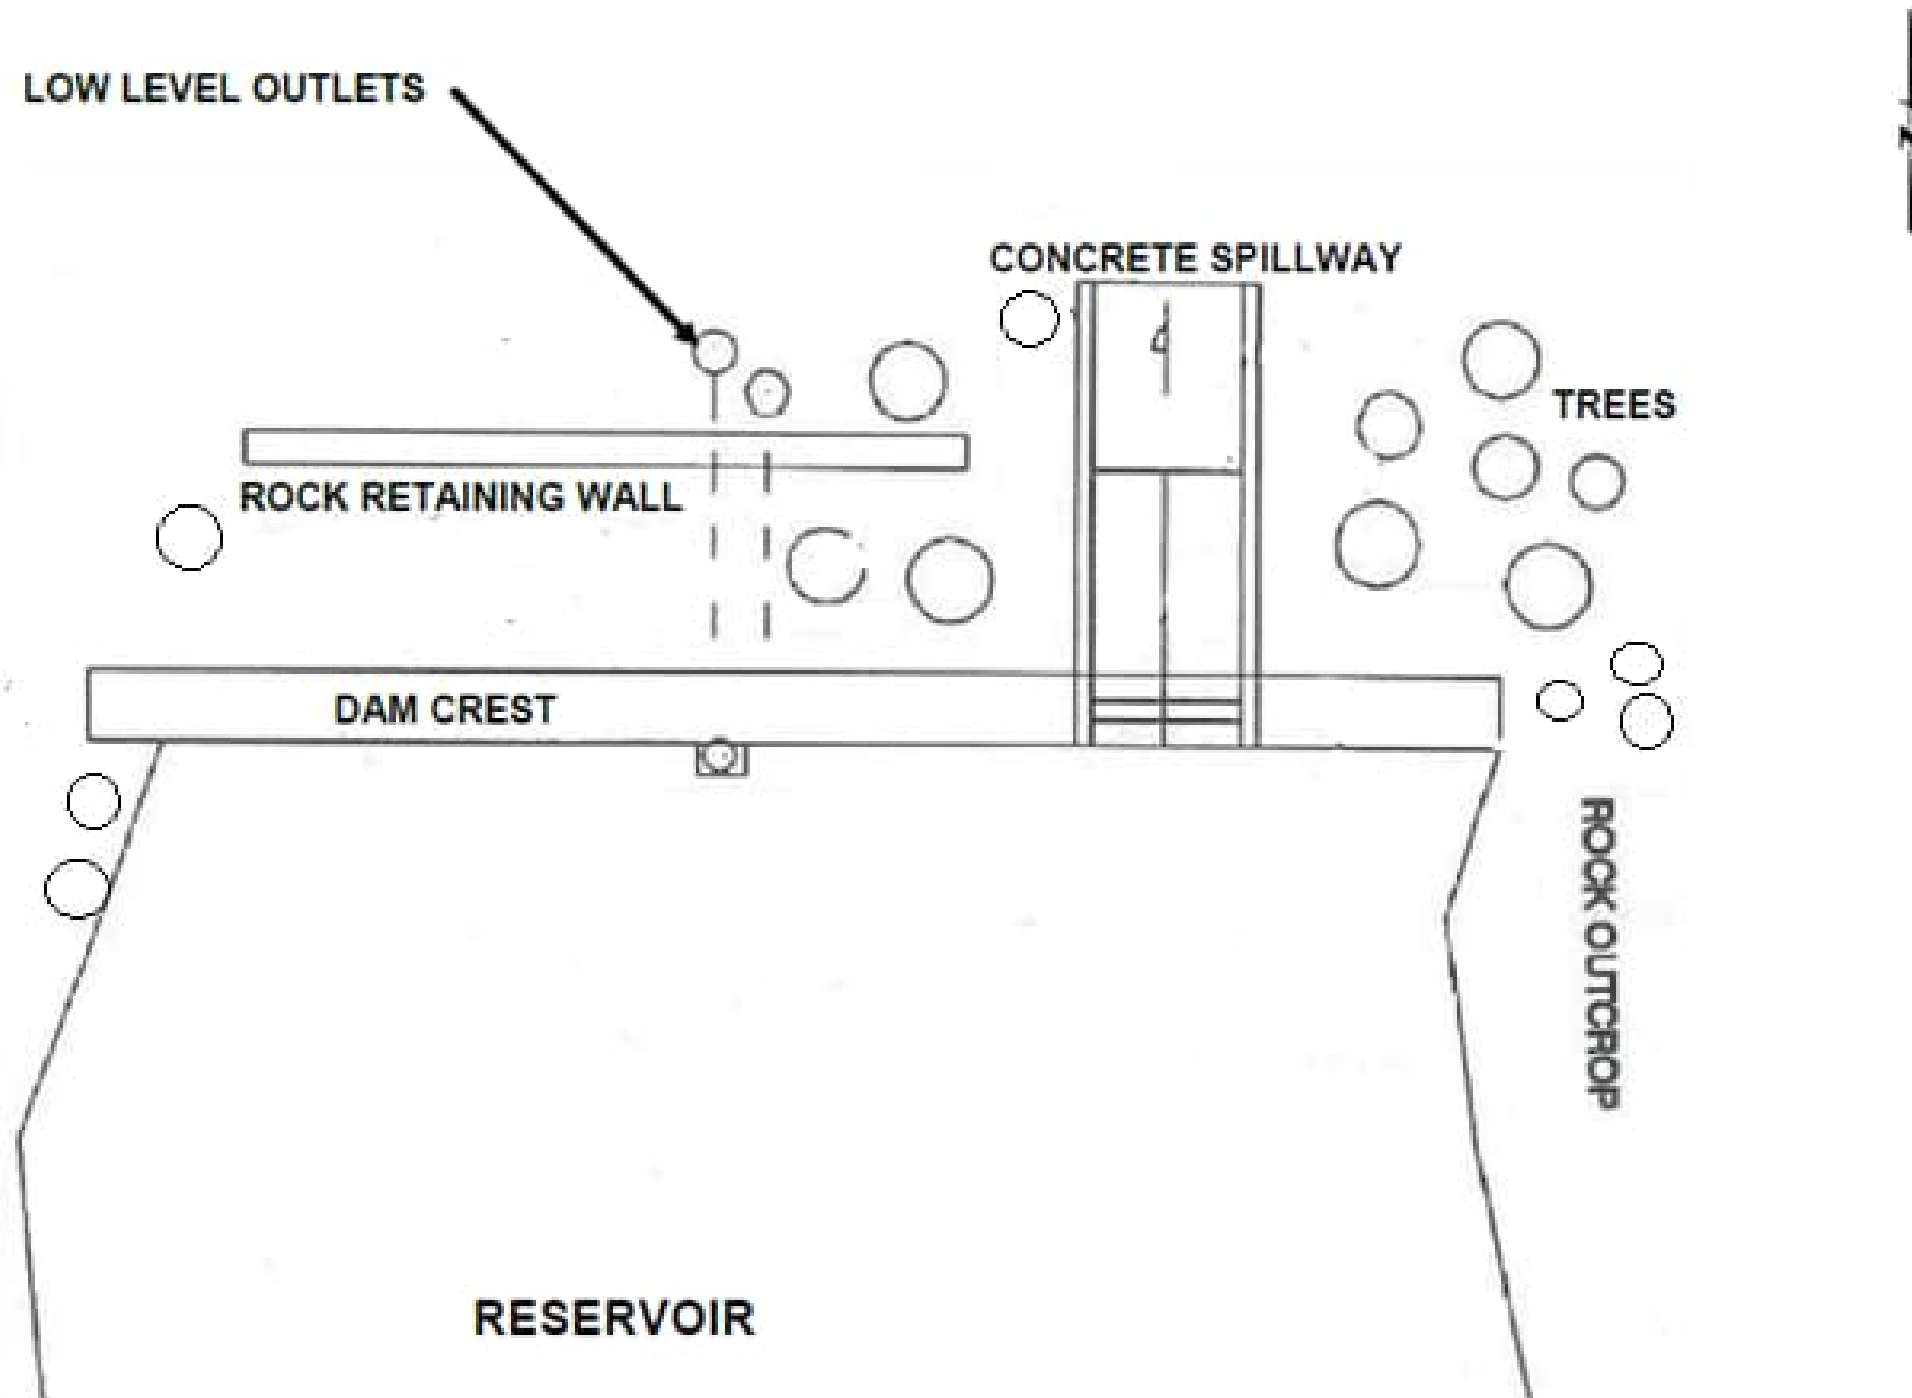 LOW LEVEL OUTLETS
CONCRETE SPILLWAY
TREES
ROCK RETAINING WALL
DAM CREST
ROCK OUTCROP
RESERVOIR